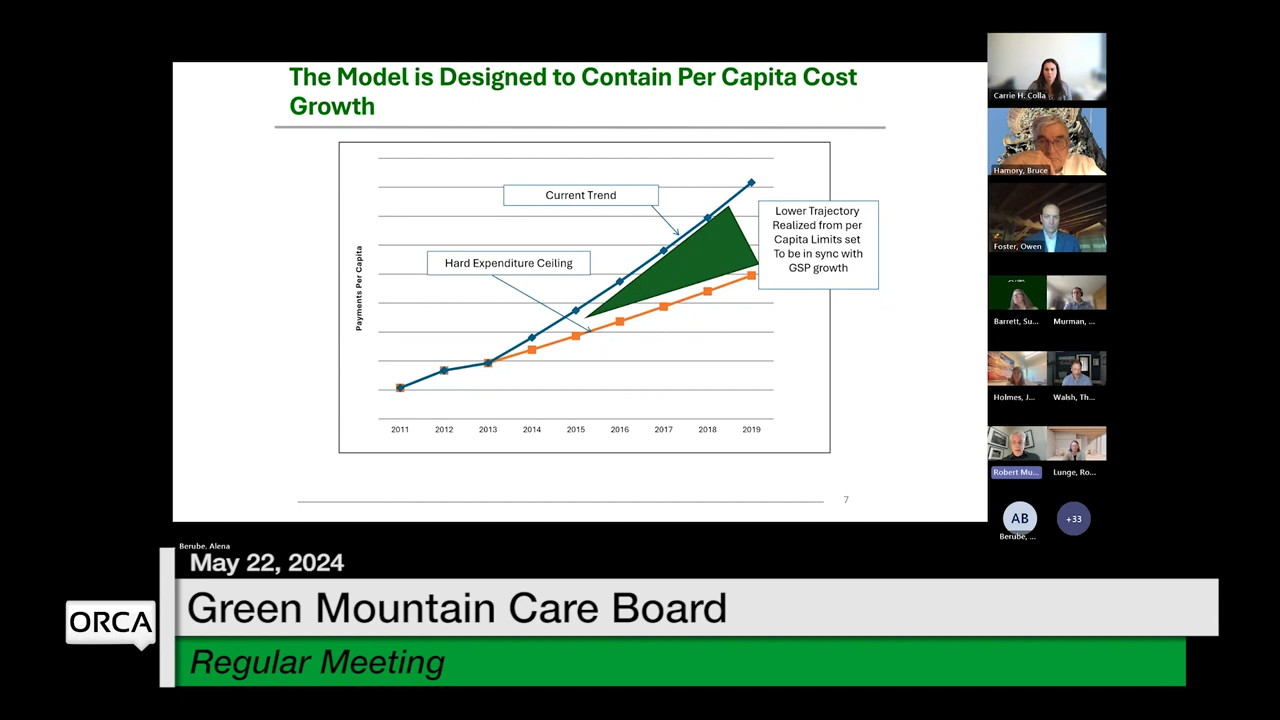 The Model is Designed to Contain Per Capita Cost
Growth
Current Trend
Hard Expenditure Ceiling
Lower Trajectory
Realized from per
Capita Limits set
To be in sync with
GSP growth
Payments Per Capita
2011 2012 2013 2014 2015 2016 2017 2018 2019
7
Carrie H. Colla
Hamory, Bruce
Foster, Owen
Barrett, Su... Murman, ...
Holmes, J... Walsh, Th...
Robert Mu... Lunge, Ro...
AB +33
Berube, ...
Berube, Alena
May 22, 2024
ORCA
Green Mountain Care Board
Regular Meeting